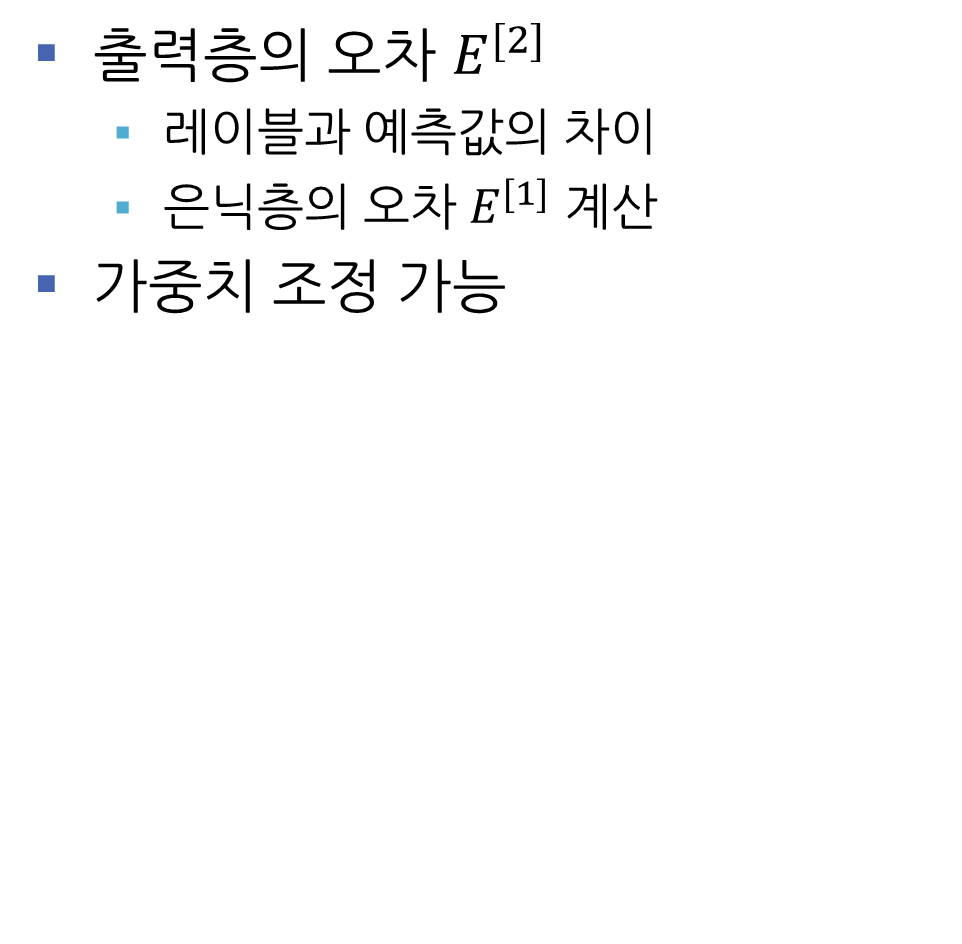 ▪ 출력층의 오차 E^[2]
▪ 레이블과 예측값의 차이
▪ 은닉층의 오차 E^[1] 계산
▪ 가중치 조정 가능